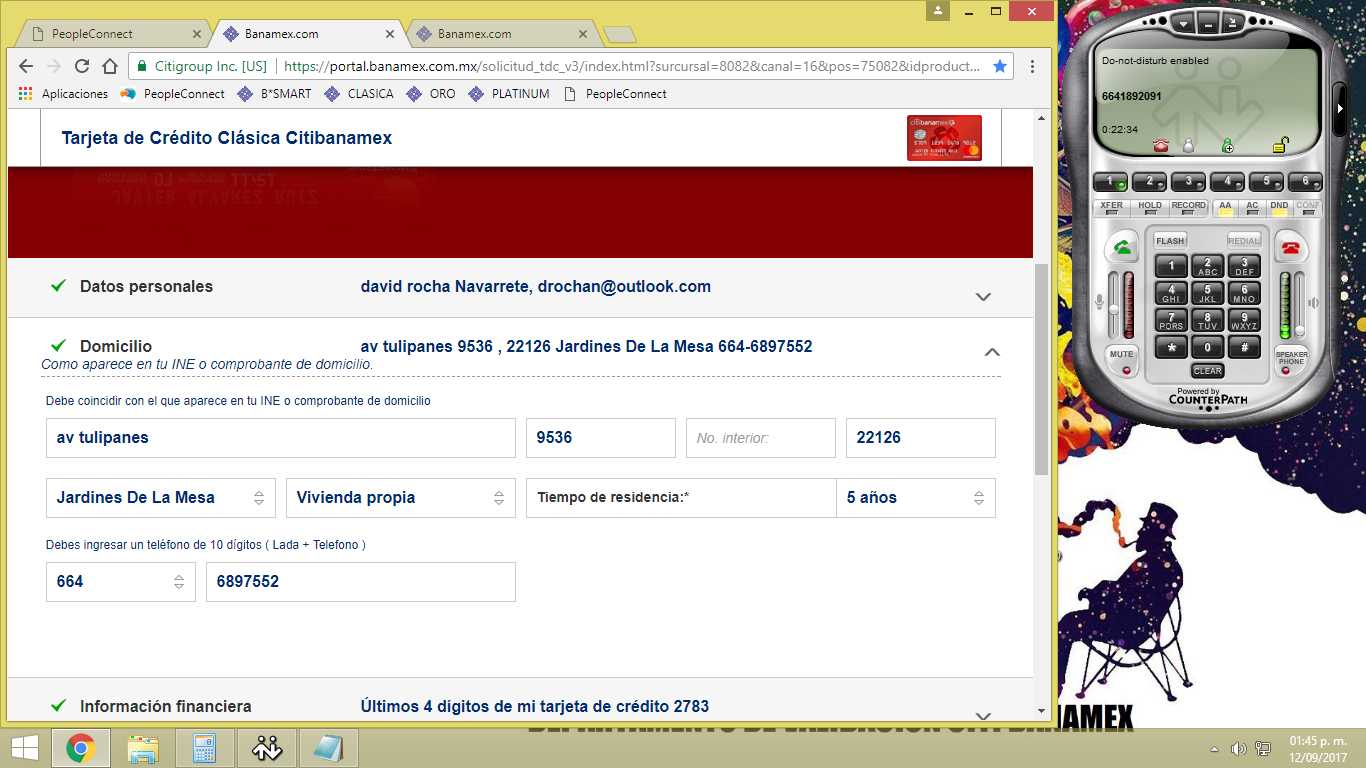 PeopleConnect
Banamex.com
Banamex.com
Citigroup Inc. [US]
https://portal.banamex.com.mx/solicitud_tdc_v3/index.html?surcursal=8082&canal=16&pos=75082&idproduct...
Aplicaciones
PeopleConnect
B*SMART
CLASICA
ORO
PLATINUM
PeopleConnect
Tarjeta de Crédito Clásica Citibanamex
citibanamex
Datos personales
david rocha Navarrete, drochan@outlook.com
Domicilio
av tulipanes 9536 , 22126 Jardines De La Mesa 664-6897552
Como aparece en tu INE o comprobante de domicilio.
Debe coincidir con el que aparece en tu INE o comprobante de domicilio
av tulipanes
9536
No. interior:
22126
Jardines De La Mesa
Vivienda propia
Tiempo de residencia:*
5 años
Debes ingresar un teléfono de 10 dígitos ( Lada + Telefono )
664
6897552
Información financiera
Últimos 4 dígitos de mi tarjeta de crédito 2783
Do-not-disturb enabled
6641892091
0:22:34
1
2
3
4
5
6
XFER
HOLD
RECORD
AA
AC
DND
CONF
FLASH
REDIAL
1
2 ABC
3 DEF
4 GHI
5 JKL
6 MNO
7 PQRS
8 TUV
9 WXYZ
*
0
#
MUTE
CLEAR
SPEAKER PHONE
Powered by
COUNTERPATH
NAMEX
01:45 p. m.
12/09/2017